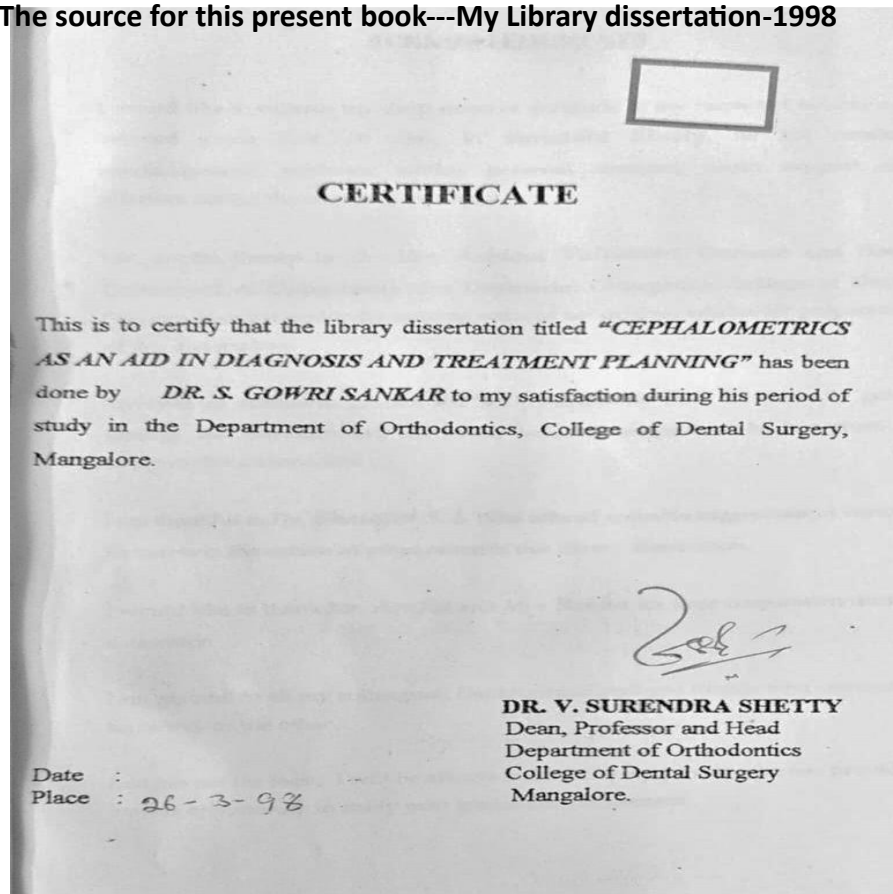 The source for this present book---My Library dissertation-1998
CERTIFICATE
This is to certify that the library dissertation titled "CEPHALOMETRICS
AS AN AID IN DIAGNOSIS AND TREATMENT PLANNING" has been
done by DR. S. GOWRI SANKAR to my satisfaction during his period of
study in the Department of Orthodontics, College of Dental Surgery,
Mangalore.
DR. V. SURENDRA SHETTY
Dean, Professor and Head
Department of Orthodontics
College of Dental Surgery
Mangalore.
Date :
Place : 26-3-98